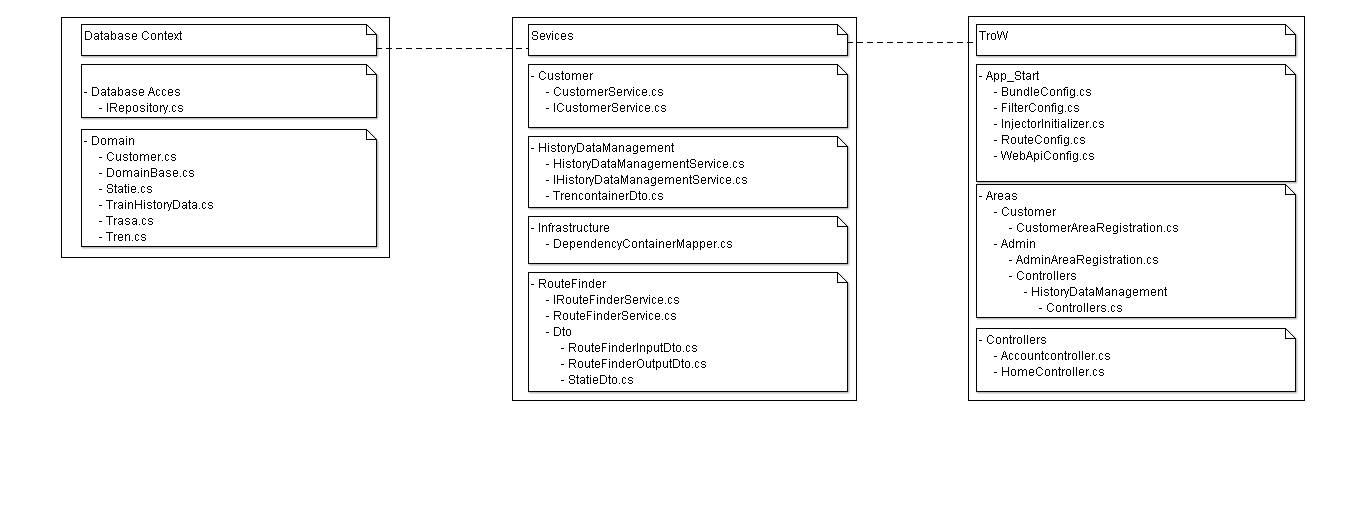 Database Context
- Database Acces
- IRepository.cs
- Domain
- Customer.cs
- DomainBase.cs
- Statie.cs
- TrainHistoryData.cs
- Trasa.cs
- Tren.cs
Sevices
- Customer
- CustomerService.cs
- ICustomerService.cs
- HistoryDataManagement
- HistoryDataManagementService.cs
- IHistoryDataManagementService.cs
- TrencontainerDto.cs
- Infrastructure
- DependencyContainerMapper.cs
- RouteFinder
- IRouteFinderService.cs
- RouteFinderService.cs
- Dto
- RouteFinderInputDto.cs
- RouteFinderOutputDto.cs
- StatieDto.cs
TroW
- App_Start
- BundleConfig.cs
- FilterConfig.cs
- InjectorInitializer.cs
- RouteConfig.cs
- WebApiConfig.cs
- Areas
- Customer
- CustomerAreaRegistration.cs
- Admin
- AdminAreaRegistration.cs
- Controllers
- HistoryDataManagement
- Controllers.cs
- Controllers
- Accountcontroller.cs
- HomeController.cs